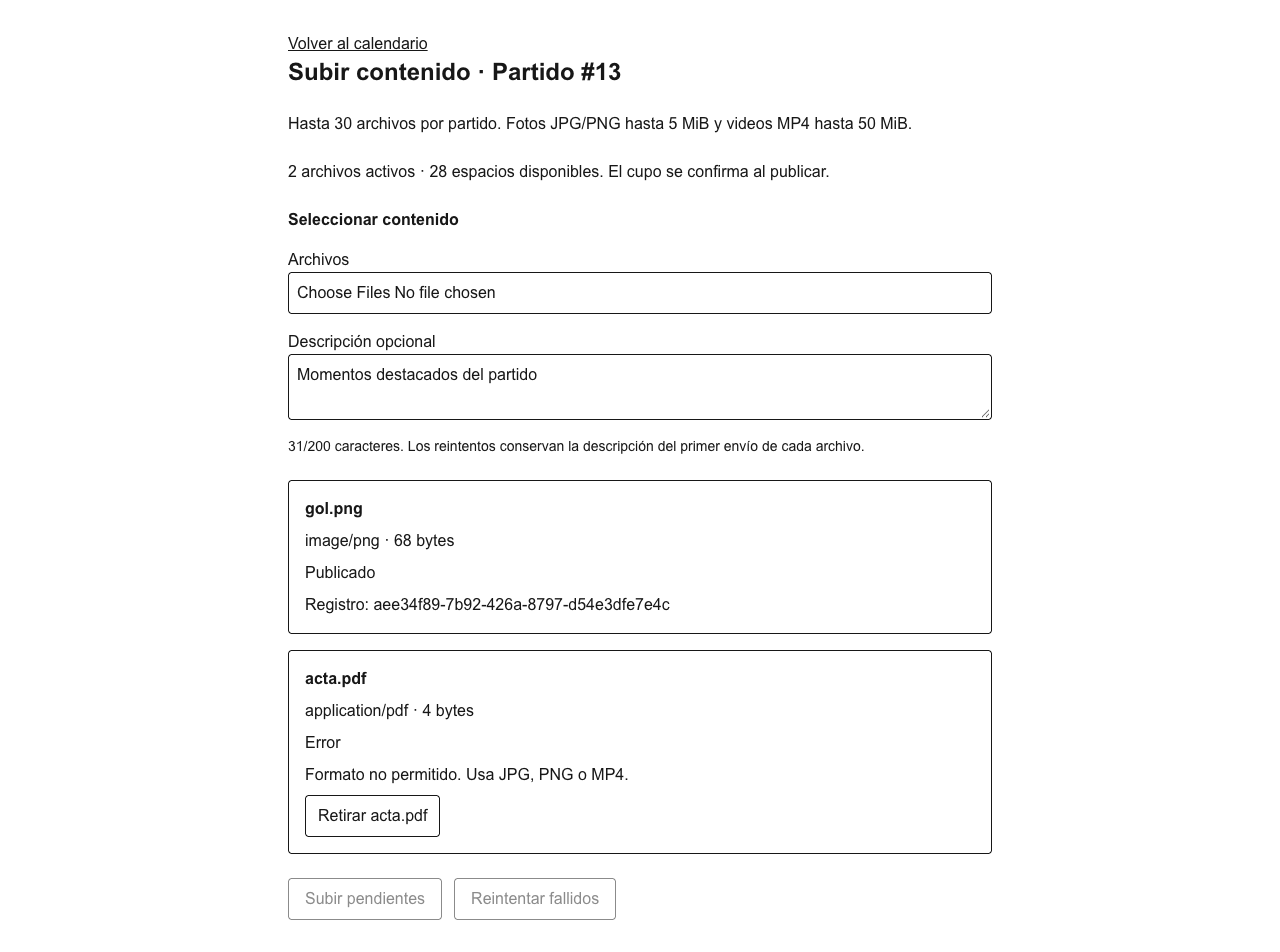 Volver al calendario
Subir contenido · Partido #13
Hasta 30 archivos por partido. Fotos JPG/PNG hasta 5 MiB y videos MP4 hasta 50 MiB.
2 archivos activos · 28 espacios disponibles. El cupo se confirma al publicar.
Seleccionar contenido
Archivos
Choose Files No file chosen
Descripción opcional
Momentos destacados del partido
31/200 caracteres. Los reintentos conservan la descripción del primer envío de cada archivo.
gol.png
image/png · 68 bytes
Publicado
Registro: aee34f89-7b92-426a-8797-d54e3dfe7e4c
acta.pdf
application/pdf · 4 bytes
Error
Formato no permitido. Usa JPG, PNG o MP4.
Retirar acta.pdf
Subir pendientes Reintentar fallidos